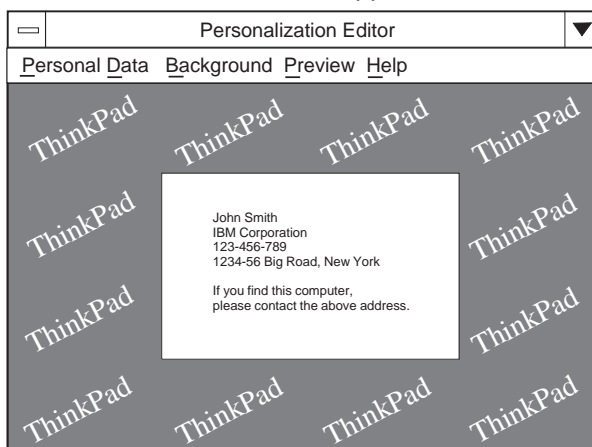 Personalization Editor
Personal Data Background Preview Help
ThinkPad ThinkPad ThinkPad ThinkPad
ThinkPad ThinkPad
John Smith
IBM Corporation
123-456-789
1234-56 Big Road, New York
If you find this computer,
please contact the above address.
ThinkPad ThinkPad
ThinkPad ThinkPad ThinkPad ThinkPad